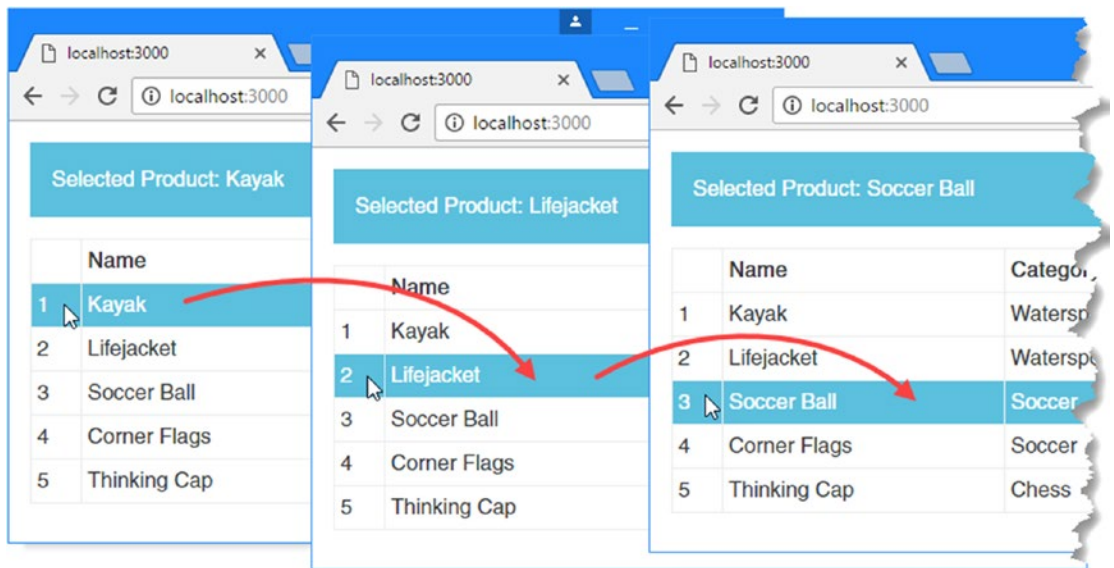 localhost:3000
localhost:3000
Selected Product: Kayak
Name
1 Kayak
2 Lifejacket
3 Soccer Ball
4 Corner Flags
5 Thinking Cap
localhost:3000
localhost:3000
Selected Product: Lifejacket
Name
1 Kayak
2 Lifejacket
3 Soccer Ball
4 Corner Flags
5 Thinking Cap
localhost:3000
localhost:3000
Selected Product: Soccer Ball
Name
1 Kayak
2 Lifejacket
3 Soccer Ball Soccer
4 Corner Flags Soccer
5 Thinking Cap Chess